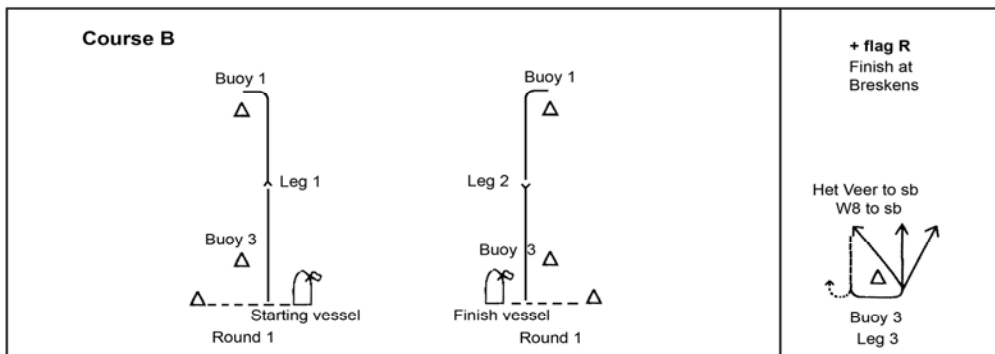 Course B
Buoy 1
Leg 1
Buoy 3
Starting vessel
Round 1
Buoy 1
Leg 2
Buoy 3
Finish vessel
Round 1
+ flag R
Finish at
Breskens
Het Veer to sb
W8 to sb
Buoy 3
Leg 3